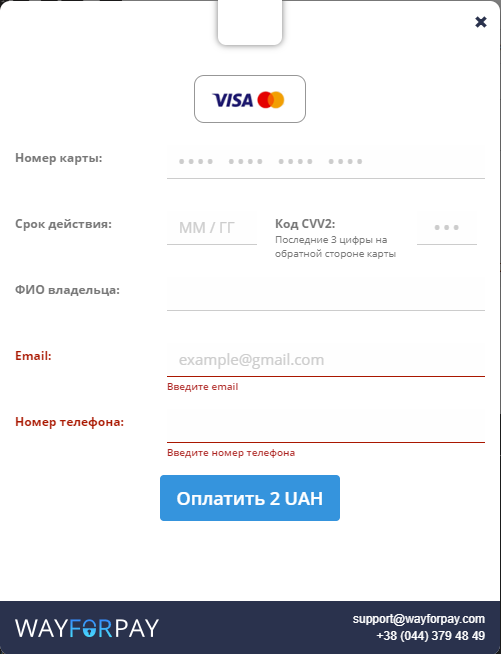 ✖
VISA
Номер карты:
•••• •••• •••• ••••
Срок действия:
ММ / ГГ
Код CVV2:
Последние 3 цифры на
обратной стороне карты
•••
ФИО владельца:
Email:
example@gmail.com
Введите email
Номер телефона:
Введите номер телефона
Оплатить 2 UAH
WAYFORPAY
support@wayforpay.com
+38 (044) 379 48 49